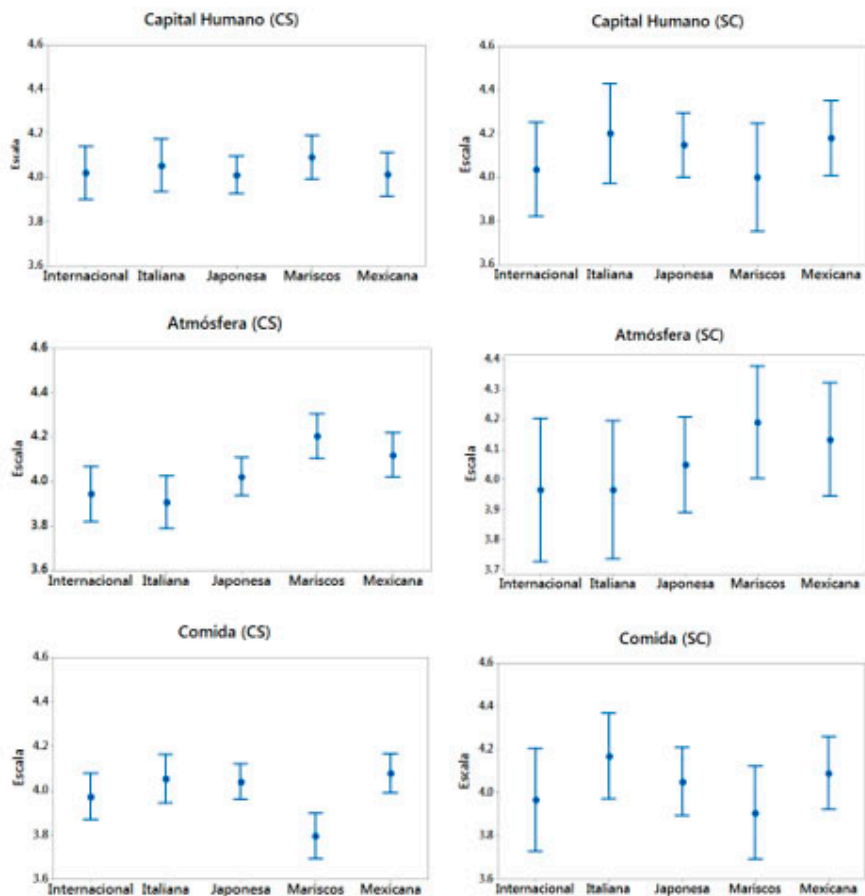 Capital Humano (CS)
4.6
4.4
4.2
4.0
3.8
3.6
Escala
Internacional Italiana Japonesa Mariscos Mexicana
Capital Humano (SC)
4.6
4.4
4.2
4.0
3.8
3.6
Escala
Internacional Italiana Japonesa Mariscos Mexicana
Atmósfera (CS)
4.6
4.4
4.2
4.0
3.8
3.6
Escala
Internacional Italiana Japonesa Mariscos Mexicana
Atmósfera (SC)
4.4
4.3
4.2
4.1
4.0
3.9
3.8
3.7
Escala
Internacional Italiana Japonesa Mariscos Mexicana
Comida (CS)
4.6
4.4
4.2
4.0
3.8
3.6
Escala
Internacional Italiana Japonesa Mariscos Mexicana
Comida (SC)
4.6
4.4
4.2
4.0
3.8
3.6
Escala
Internacional Italiana Japonesa Mariscos Mexicana